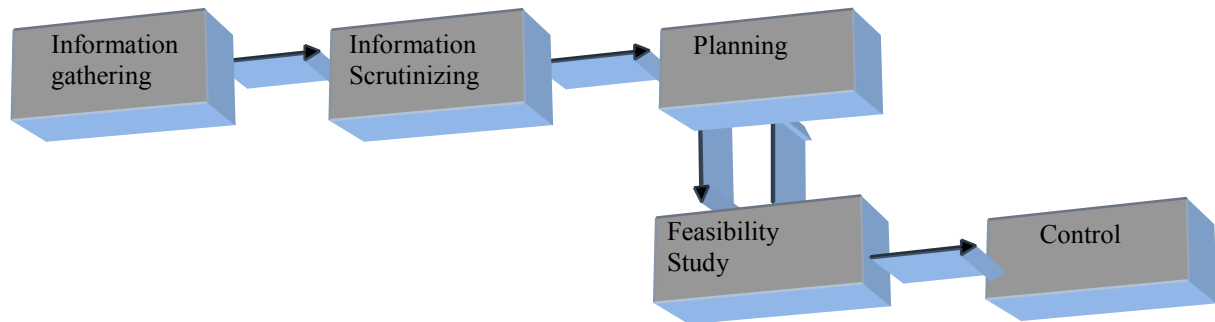 Information
gathering
Information
Scrutinizing
Planning
Feasibility
Study
Control